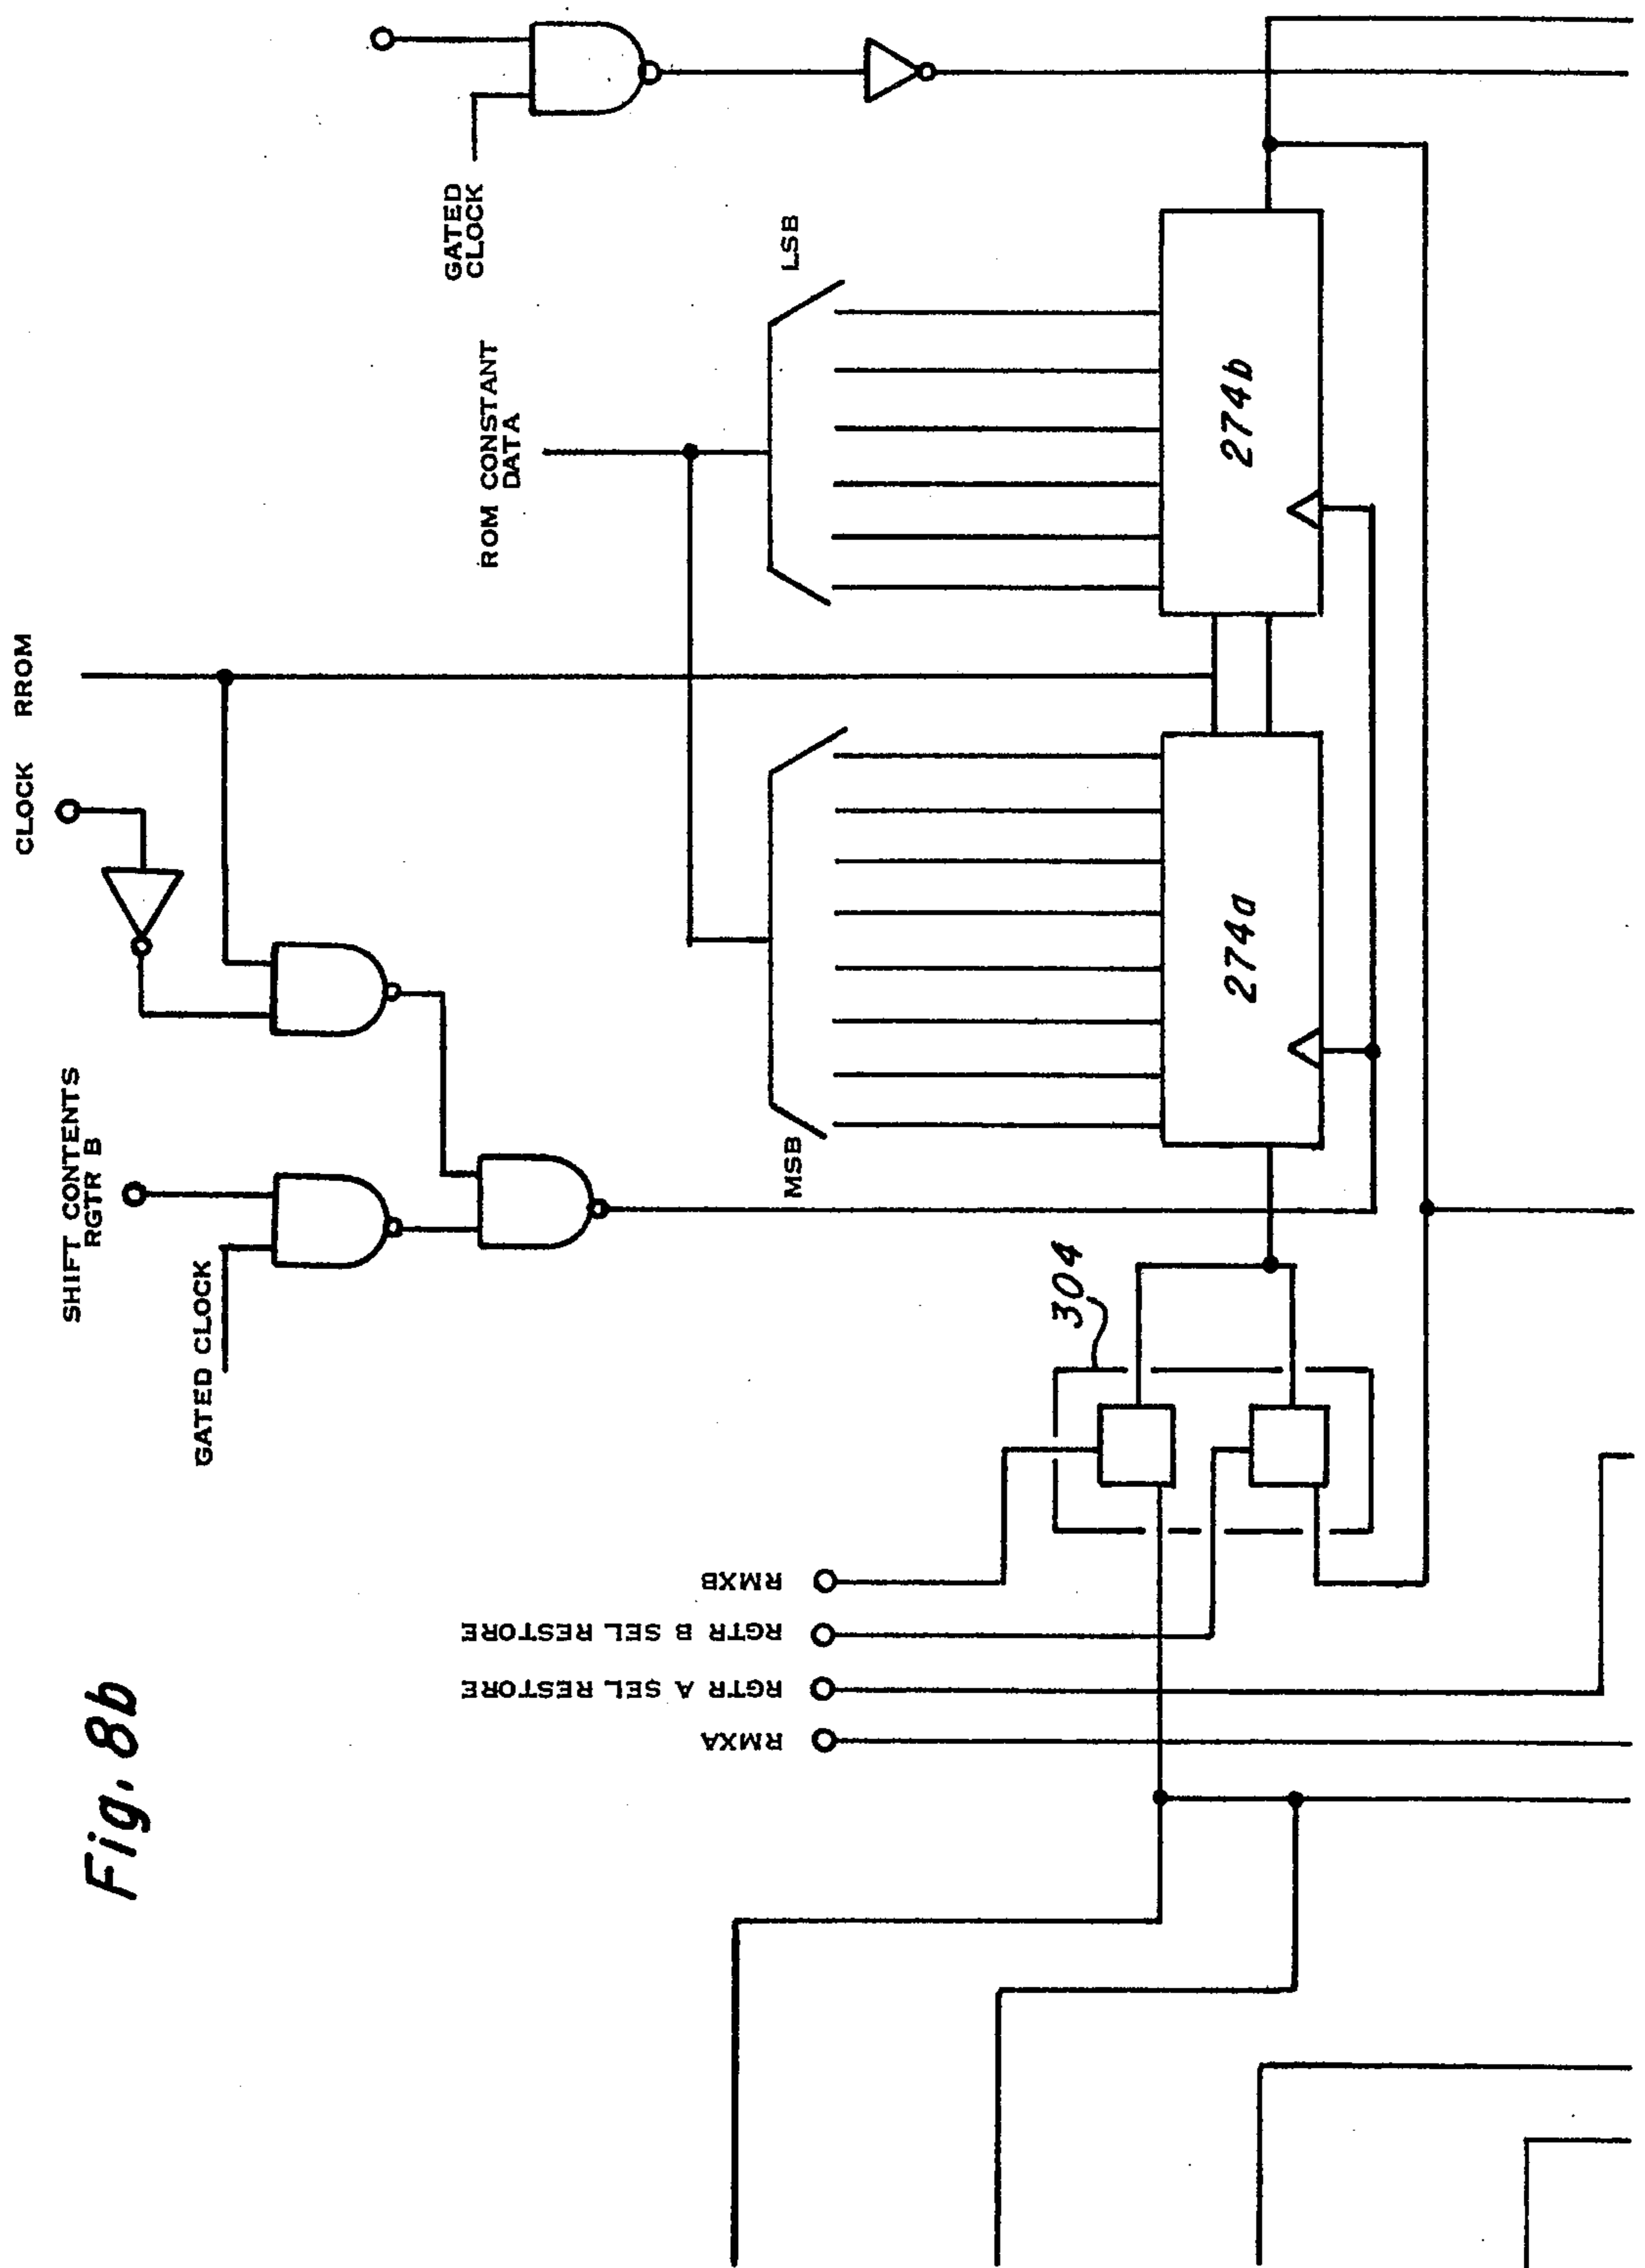 Fig. 8b
SHIFT CONTENTS
RGTR B
GATED CLOCK
CLOCK
RROM
GATED
CLOCK
ROM CONSTANT
DATA
MSB
LSB
274a
274b
304
RMXB
RGTR B SEL RESTORE
RGTR A SEL RESTORE
RMXA